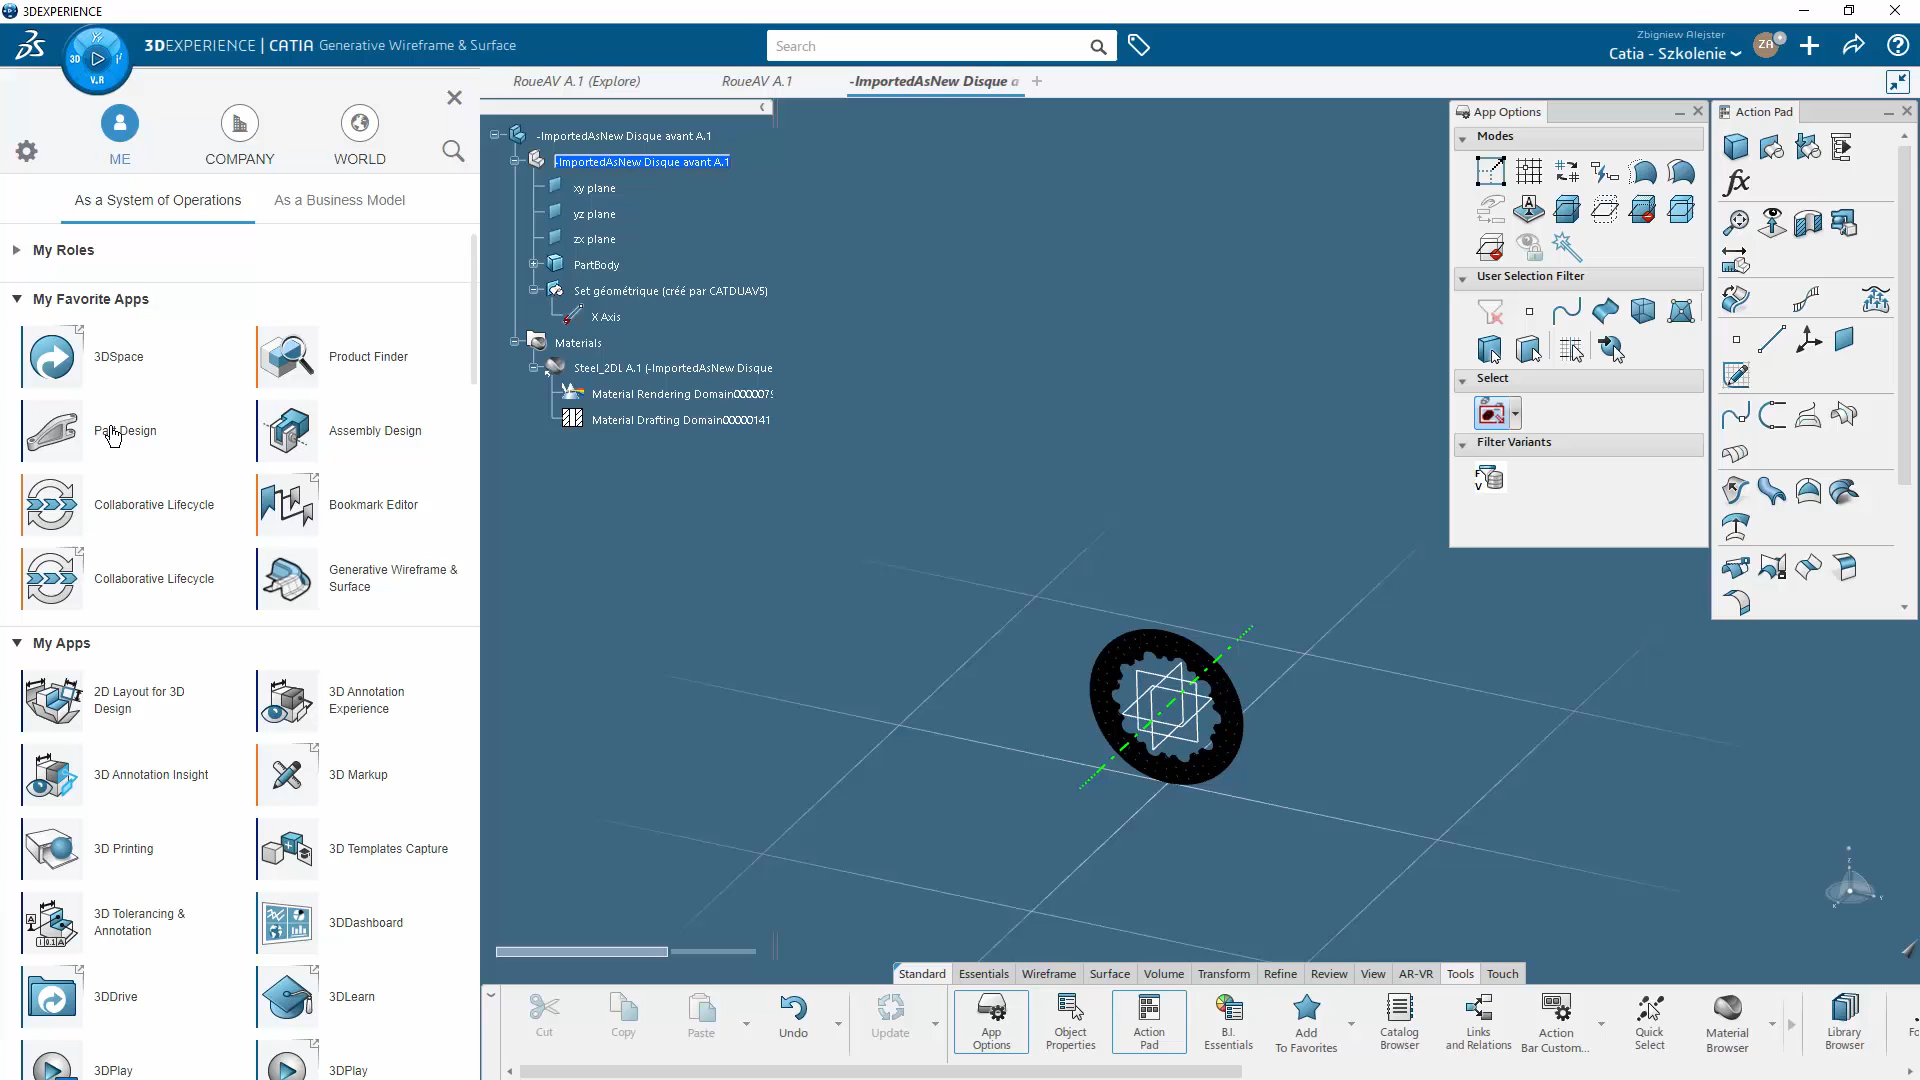 3DEXPERIENCE
3DEXPERIENCE | CATIA Generative Wireframe & Surface
Search
Zbigniew Alejster
Catia - Szkolenie
ZA
3D
V.R
RoueAV A.1 (Explore)
RoueAV A.1
-ImportedAsNew Disque a
ME
COMPANY
WORLD
As a System of Operations
As a Business Model
My Roles
My Favorite Apps
3DSpace
Product Finder
Part Design
Assembly Design
Collaborative Lifecycle
Bookmark Editor
Collaborative Lifecycle
Generative Wireframe &
Surface
My Apps
2D Layout for 3D
Design
3D Annotation
Experience
3D Annotation Insight
3D Markup
3D Printing
3D Templates Capture
3D Tolerancing &
Annotation
3DDashboard
3DDrive
3DLearn
3DPlay
3DPlay
-ImportedAsNew Disque avant A.1
-ImportedAsNew Disque avant A.1
xy plane
yz plane
zx plane
PartBody
Set géométrique (créé par CATDUAV5)
X Axis
Materials
Steel_2DL A.1 (-ImportedAsNew Disque
Material Rendering Domain0000075
Material Drafting Domain00000141
App Options
Modes
User Selection Filter
Select
Filter Variants
F
V
Action Pad
fx
Standard
Essentials
Wireframe
Surface
Volume
Transform
Refine
Review
View
AR-VR
Tools
Touch
Cut
Copy
Paste
Undo
Update
App
Options
Object
Properties
Action
Pad
B.I.
Essentials
Add
To Favorites
Catalog
Browser
Links
and Relations
Action
Bar Custom...
Quick
Select
Material
Browser
Library
Browser
Fo